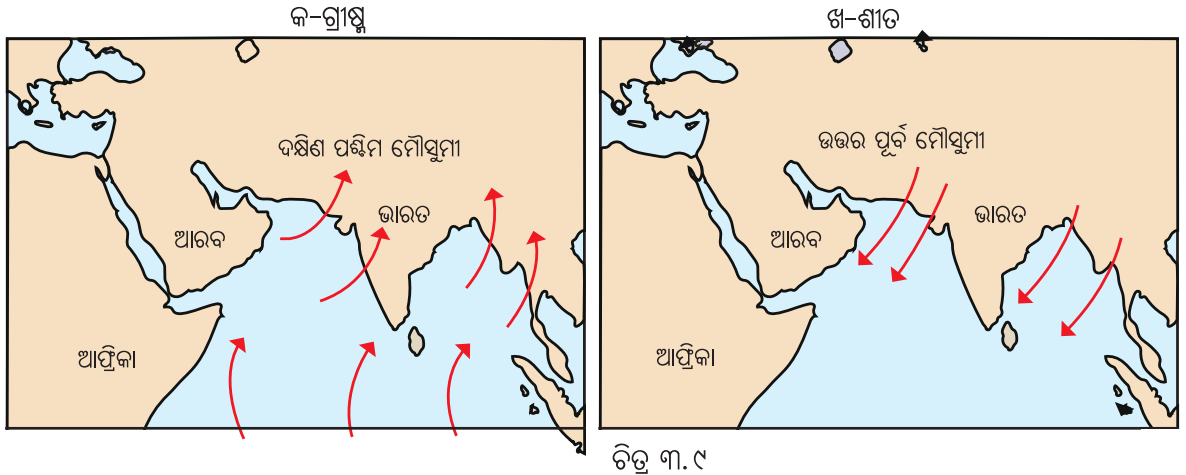 କ-ଗ୍ରୀଷ୍ମ
ଦକ୍ଷିଣ ପଶ୍ଚିମ ମୌସୁମୀ
ଭାରତ
ଆରବ
ଆଫ୍ରିକା
ଖ-ଶୀତ
ଉତ୍ତର ପୂର୍ବ ମୌସୁମୀ
ଭାରତ
ଆରବ
ଆଫ୍ରିକା
ଚିତ୍ର ୩.୯